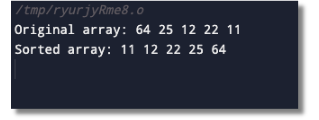 /tmp/ryurjyRme8.o
Original array: 64 25 12 22 11
Sorted array: 11 12 22 25 64